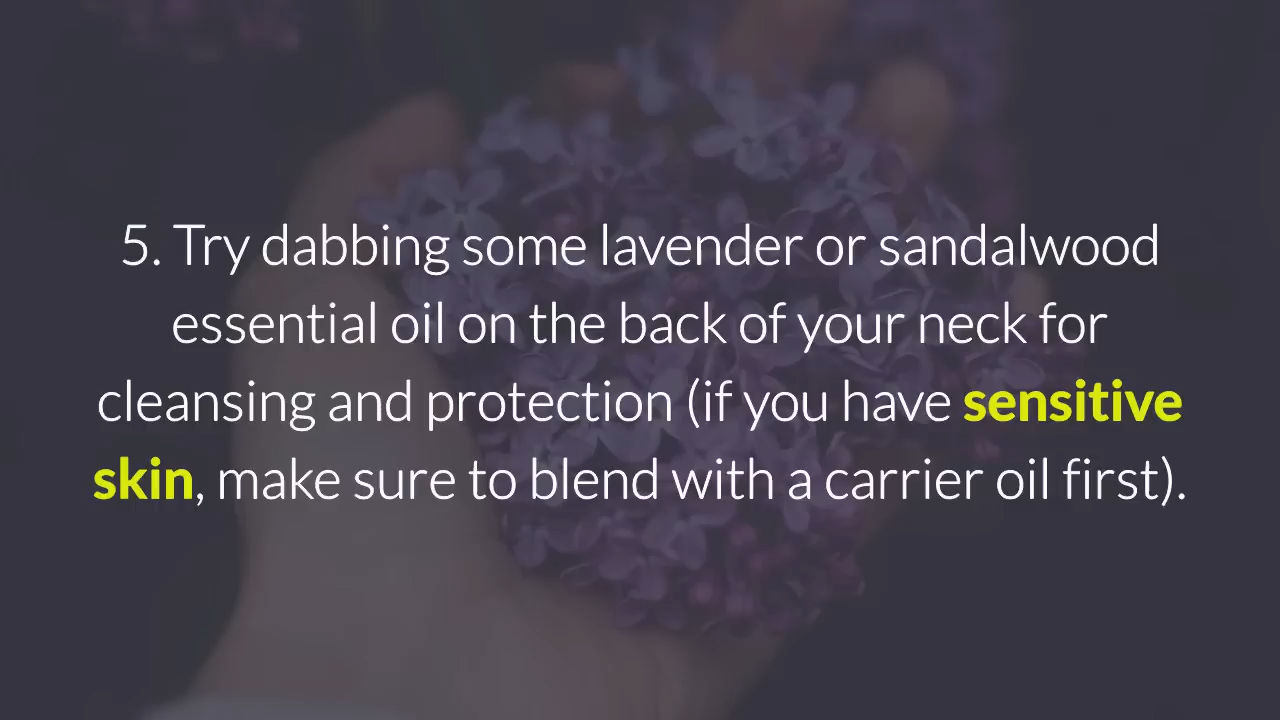 5. Try dabbing some lavender or sandalwood
essential oil on the back of your neck for
cleansing and protection (if you have sensitive
skin, make sure to blend with a carrier oil first).